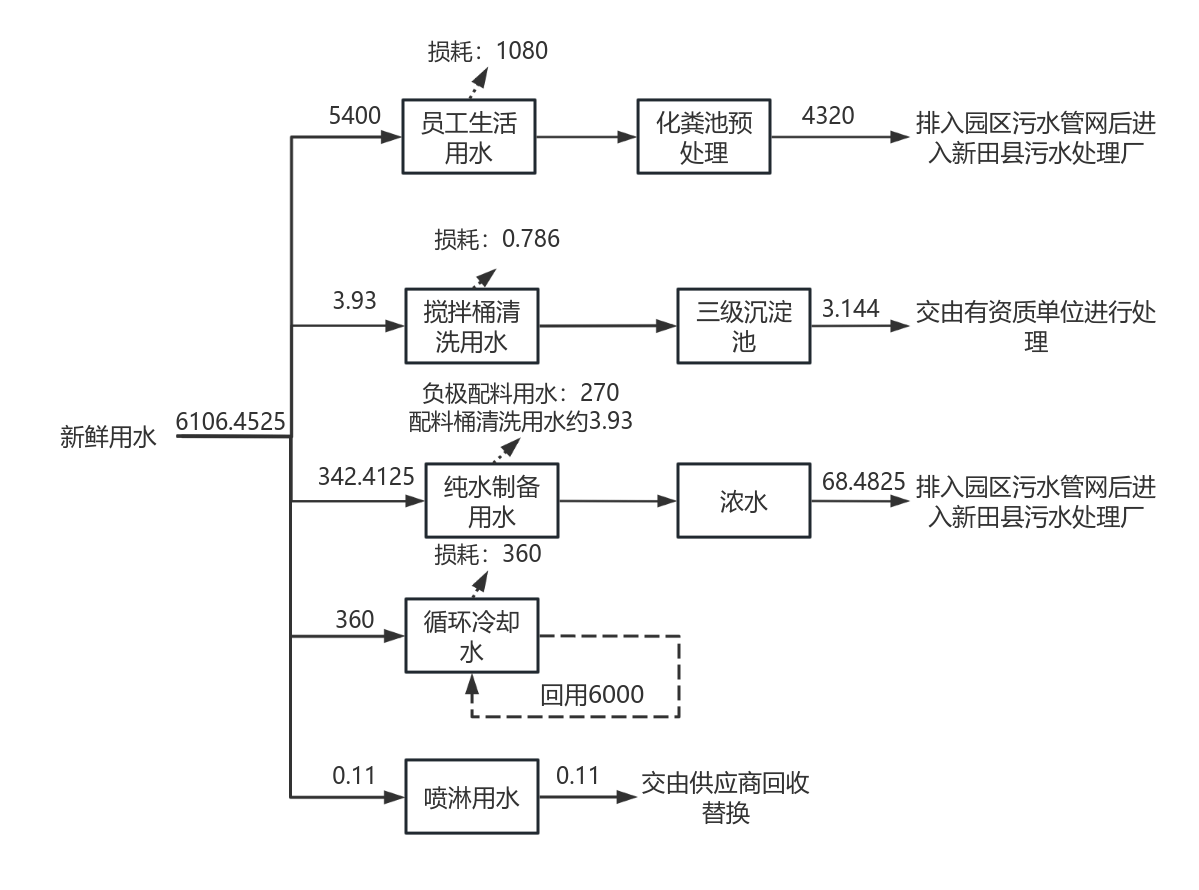 损耗：1080
5400
员工生活
用水
化粪池预
处理
4320
排入园区污水管网后进
入新田县污水处理厂
损耗：0.786
3.93
搅拌桶清
洗用水
三级沉淀
池
3.144
交由有资质单位进行处
理
新鲜用水
6106.4525
负极配料用水：270
配料桶清洗用水约3.93
342.4125
纯水制备
用水
浓水
68.4825
排入园区污水管网后进
入新田县污水处理厂
损耗：360
360
循环冷却
水
回用6000
0.11
喷淋用水
0.11
交由供应商回收
替换